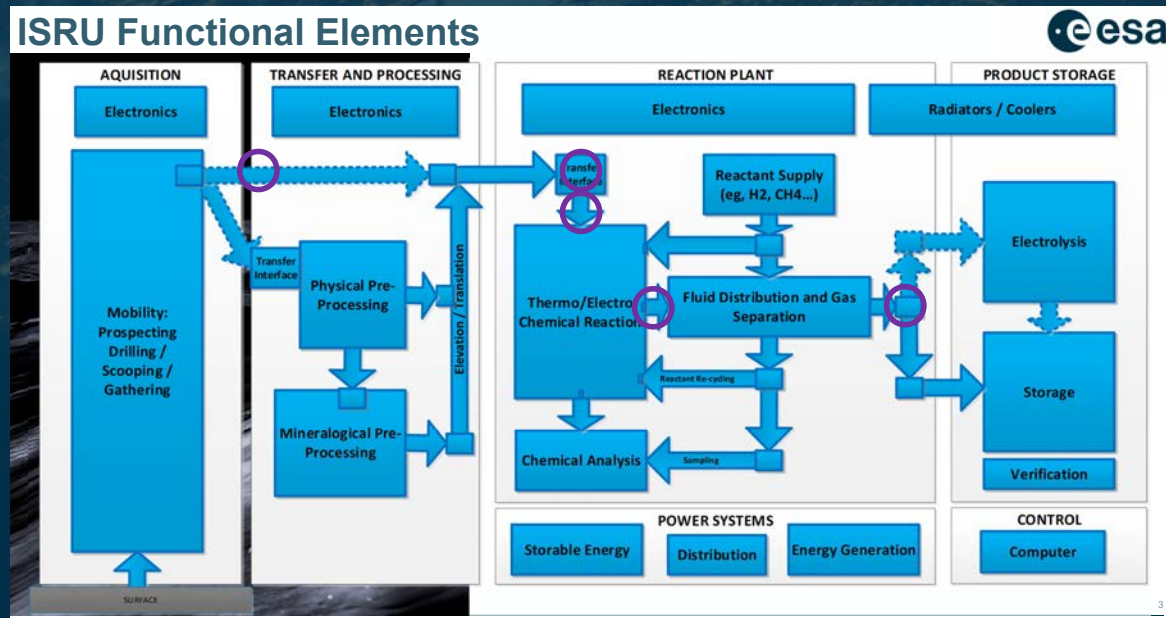 ISRU Functional Elements
esa
AQUISITION
Electronics
Mobility:
Prospecting
Drilling /
Scooping /
Gathering
SURFACE
TRANSFER AND PROCESSING
Electronics
Transfer
Interface
Physical Pre-
Processing
Mineralogical Pre-
Processing
Elevation / Translation
REACTION PLANT
Electronics
Transfer
Interface
Reactant Supply
(eg, H2, CH4...)
Thermo/Electro
Chemical Reaction
Fluid Distribution and Gas
Separation
Reactant Re-cycling
Chemical Analysis
Sampling
PRODUCT STORAGE
Radiators / Coolers
Electrolysis
Storage
Verification
POWER SYSTEMS
Storable Energy
Distribution
Energy Generation
CONTROL
Computer
3